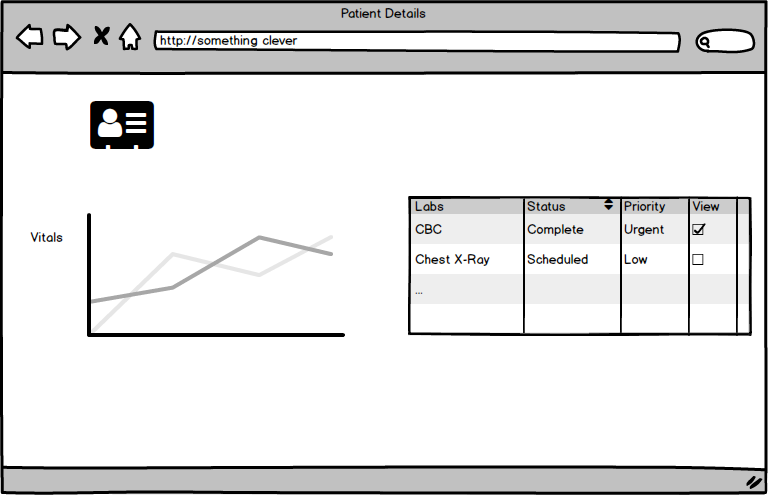 Patient Details
http://something clever
Vitals
Labs Status Priority View
CBC Complete Urgent
Chest X-Ray Scheduled Low
...